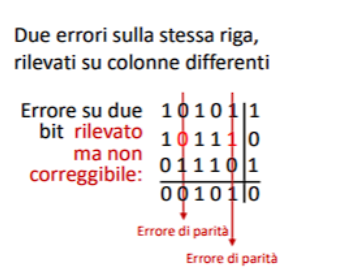 Due errori sulla stessa riga,
rilevati su colonne differenti
Errore su due
bit rilevato
ma non
correggibile:
1 0 1 0 1 | 1
1 0 1 1 1 | 0
0 1 1 1 0 | 1
0 0 1 0 1 | 0
Errore di parità
Errore di parità